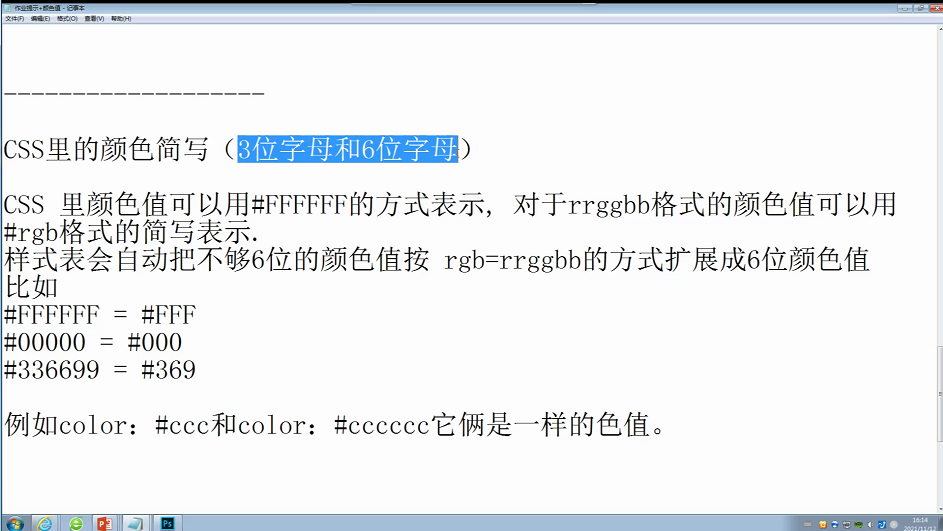 作业提示+颜色值 - 记事本
文件(F) 编辑(E) 格式(O) 查看(V) 帮助(H)
-------------------
CSS里的颜色简写（3位字母和6位字母）
CSS 里颜色值可以用#FFFFFF的方式表示, 对于rrggbb格式的颜色值可以用
#rgb格式的简写表示.
样式表会自动把不够6位的颜色值按 rgb=rrggbb的方式扩展成6位颜色值
比如
#FFFFFF = #FFF
#00000 = #000
#336699 = #369
例如color: #ccc和color: #cccccc它俩是一样的色值。
Ps
16:14
2021/11/12